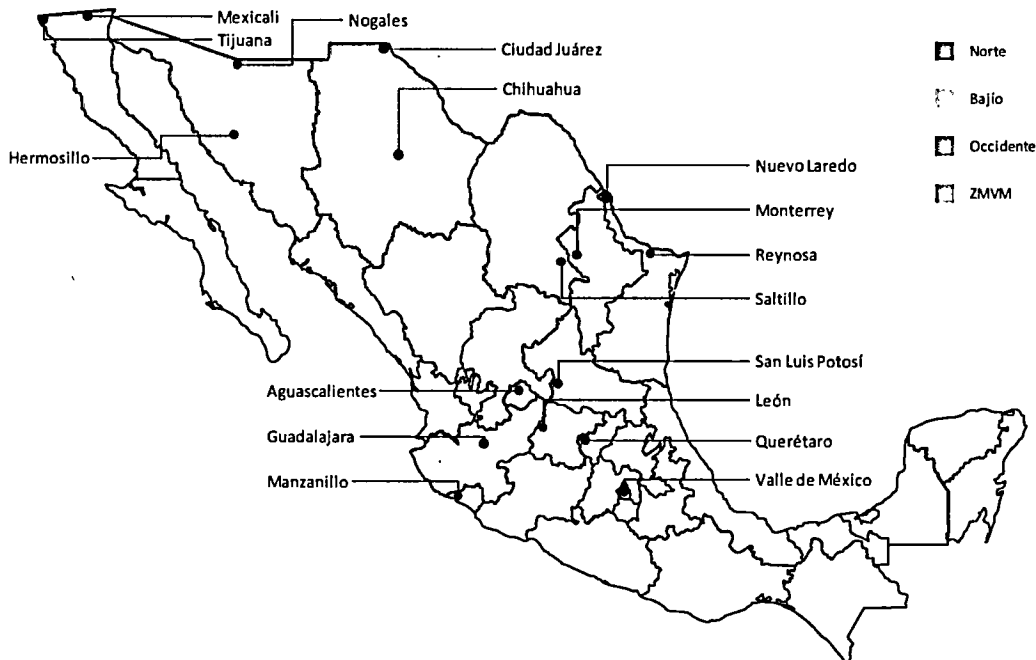 Mexicali
Nogales
Tijuana
Ciudad Juárez
Norte
Chihuahua
Bajío
Hermosillo
Occidente
Nuevo Laredo
ZMVM
Monterrey
Reynosa
Saltillo
San Luis Potosí
Aguascalientes
León
Guadalajara
Querétaro
Manzanillo
Valle de México